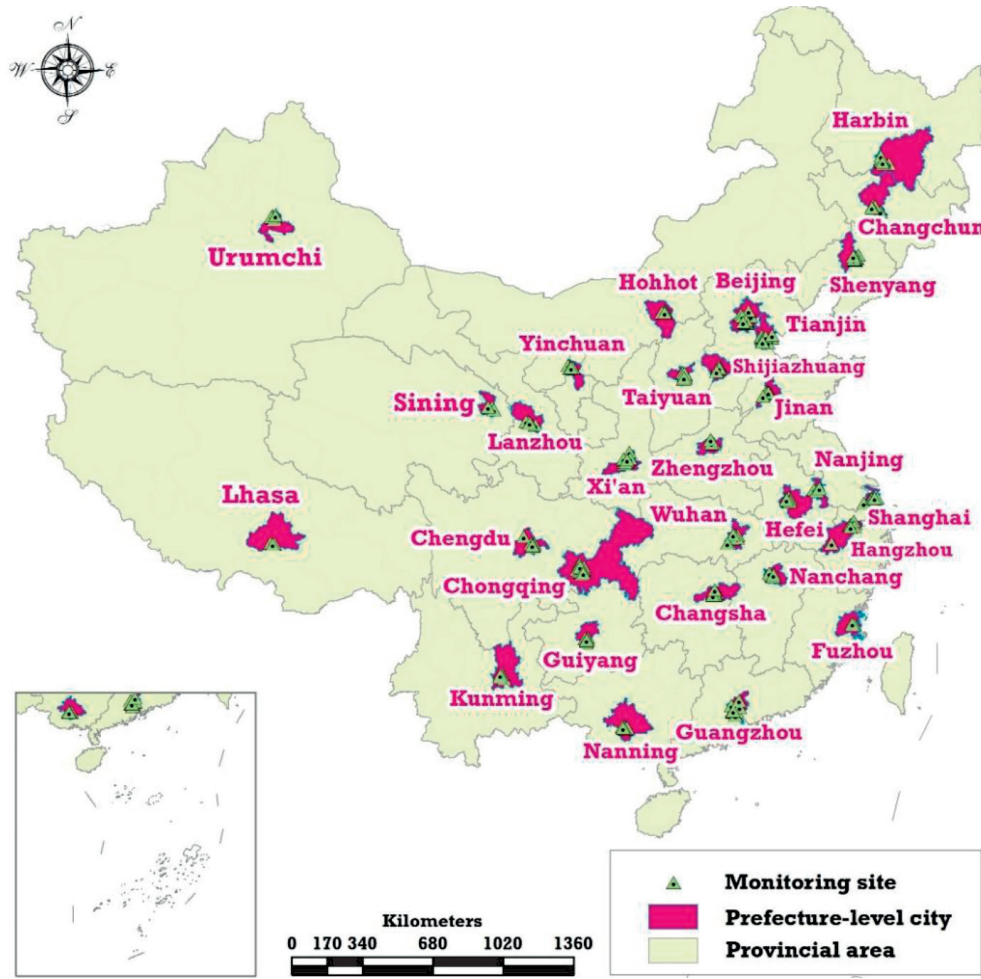 N
W E
S
Harbin
Changchun
Shenyang
Urumchi
Hohhot
Beijing
Tianjin
Yinchuan
Shijiazhuang
Taiyuan
Sining
Jinan
Lanzhou
Zhengzhou
Nanjing
Xi'an
Lhasa
Wuhan
Hefei
Shanghai
Chengdu
Hangzhou
Chongqing
Nanchang
Changsha
Fuzhou
Guiyang
Kunming
Guangzhou
Nanning
Monitoring site
Prefecture-level city
Provincial area
Kilometers
0 170 340 680 1020 1360